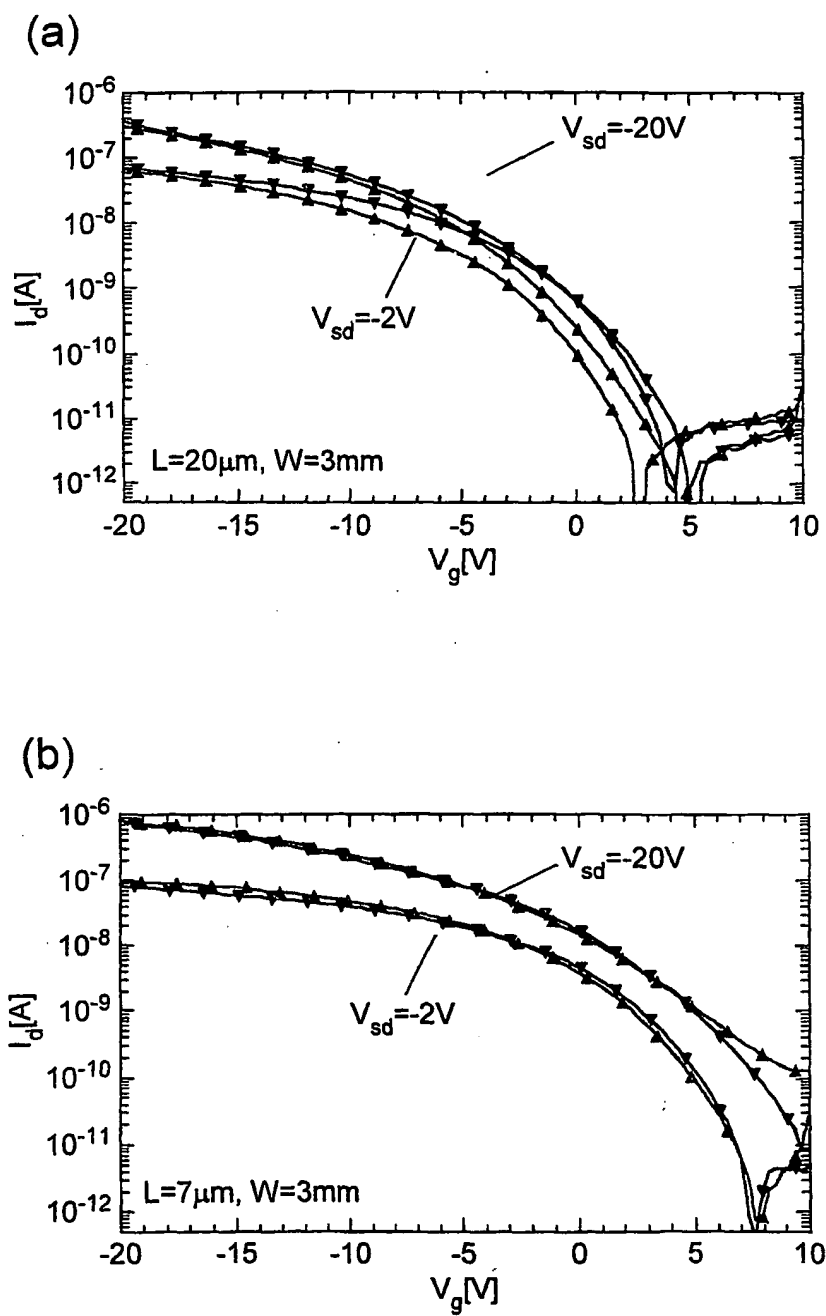 (a)
10^-6
10^-7
10^-8
10^-9
10^-10
10^-11
10^-12
I_d[A]
V_sd=-20V
V_sd=-2V
L=20μm, W=3mm
-20 -15 -10 -5 0 5 10
V_g[V]
(b)
10^-6
10^-7
10^-8
10^-9
10^-10
10^-11
10^-12
I_d[A]
V_sd=-20V
V_sd=-2V
L=7μm, W=3mm
-20 -15 -10 -5 0 5 10
V_g[V]